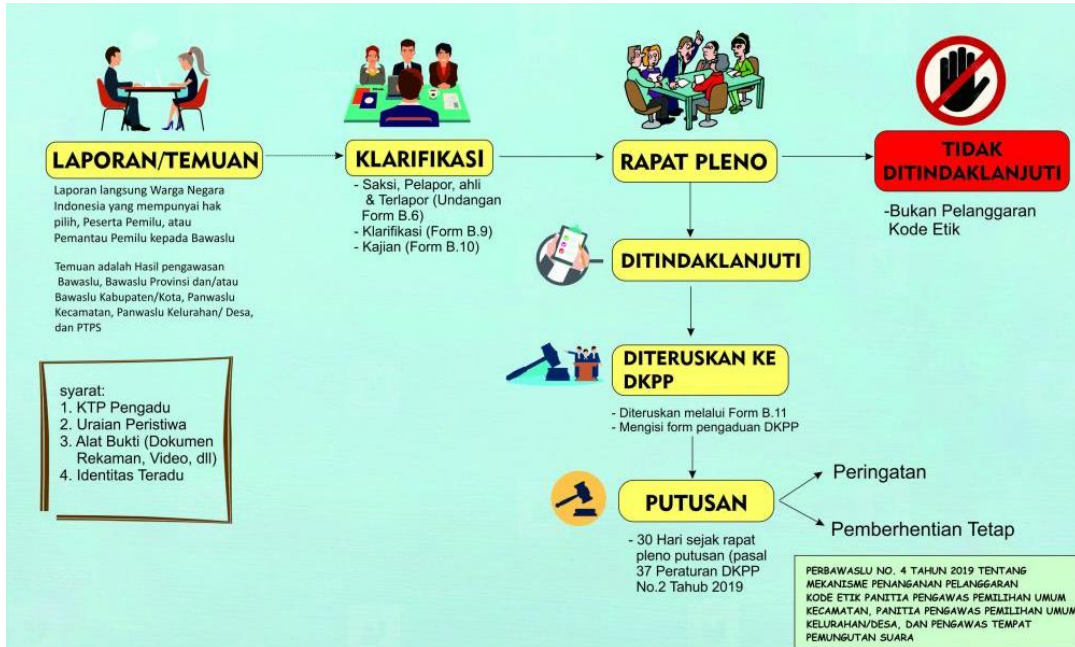 LAPORAN/TEMUAN
Laporan langsung Warga Negara
Indonesia yang mempunyai hak
pilih, Peserta Pemilu, atau
Pemantau Pemilu kepada Bawaslu
Temuan adalah Hasil pengawasan
Bawaslu, Bawaslu Provinsi dan/atau
Bawaslu Kabupaten/Kota, Panwaslu
Kecamatan, Panwaslu Kelurahan/ Desa,
dan PTPS
syarat:
1. KTP Pengadu
2. Uraian Peristiwa
3. Alat Bukti (Dokumen
Rekaman, Video, dll)
4. Identitas Teradu
KLARIFIKASI
- Saksi, Pelapor, ahli
& Terlapor (Undangan
Form B.6)
- Klarifikasi (Form B.9)
- Kajian (Form B.10)
RAPAT PLENO
TIDAK
DITINDAKLANJUTI
-Bukan Pelanggaran
Kode Etik
DITINDAKLANJUTI
DITERUSKAN KE
DKPP
- Diteruskan melalui Form B.11
- Mengisi form pengaduan DKPP
PUTUSAN
- 30 Hari sejak rapat
pleno putusan (pasal
37 Peraturan DKPP
No.2 Tahub 2019
Peringatan
Pemberhentian Tetap
PERBAWASLU NO. 4 TAHUN 2019 TENTANG
MEKANISME PENANGANAN PELANGGARAN
KODE ETIK PANITIA PENGAWAS PEMILIHAN UMUM
KECAMATAN, PANITIA PENGAWAS PEMILIHAN UMUM
KELURAHAN/DESA, DAN PENGAWAS TEMPAT
PEMUNGUTAN SUARA